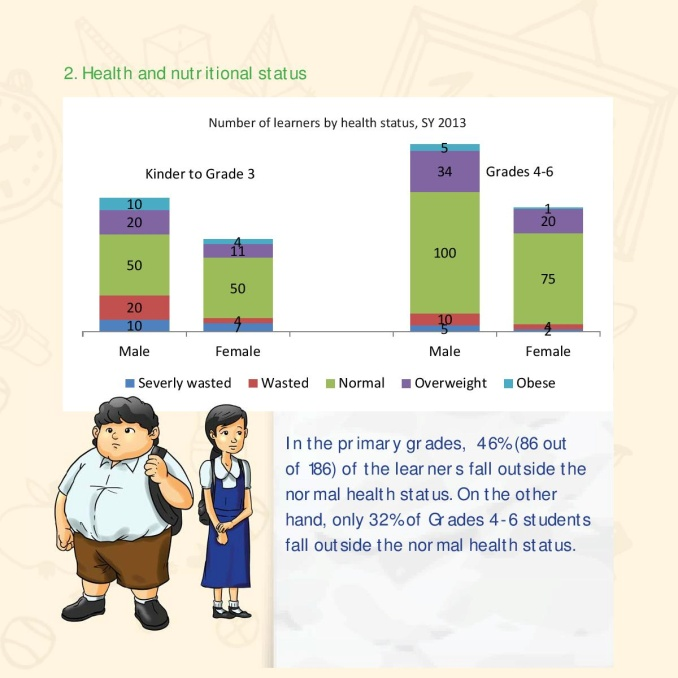 2. Health and nutritional status
Number of learners by health status, SY 2013
Kinder to Grade 3
Grades 4-6
10
20
50
20
10
4
11
50
4
7
5
34
100
10
5
1
20
75
4
2
Male
Female
Male
Female
Severly wasted
Wasted
Normal
Overweight
Obese
In the primary grades, 46% (86 out
of 186) of the learners fall outside the
normal health status. On the other
hand, only 32% of Grades 4-6 students
fall outside the normal health status.